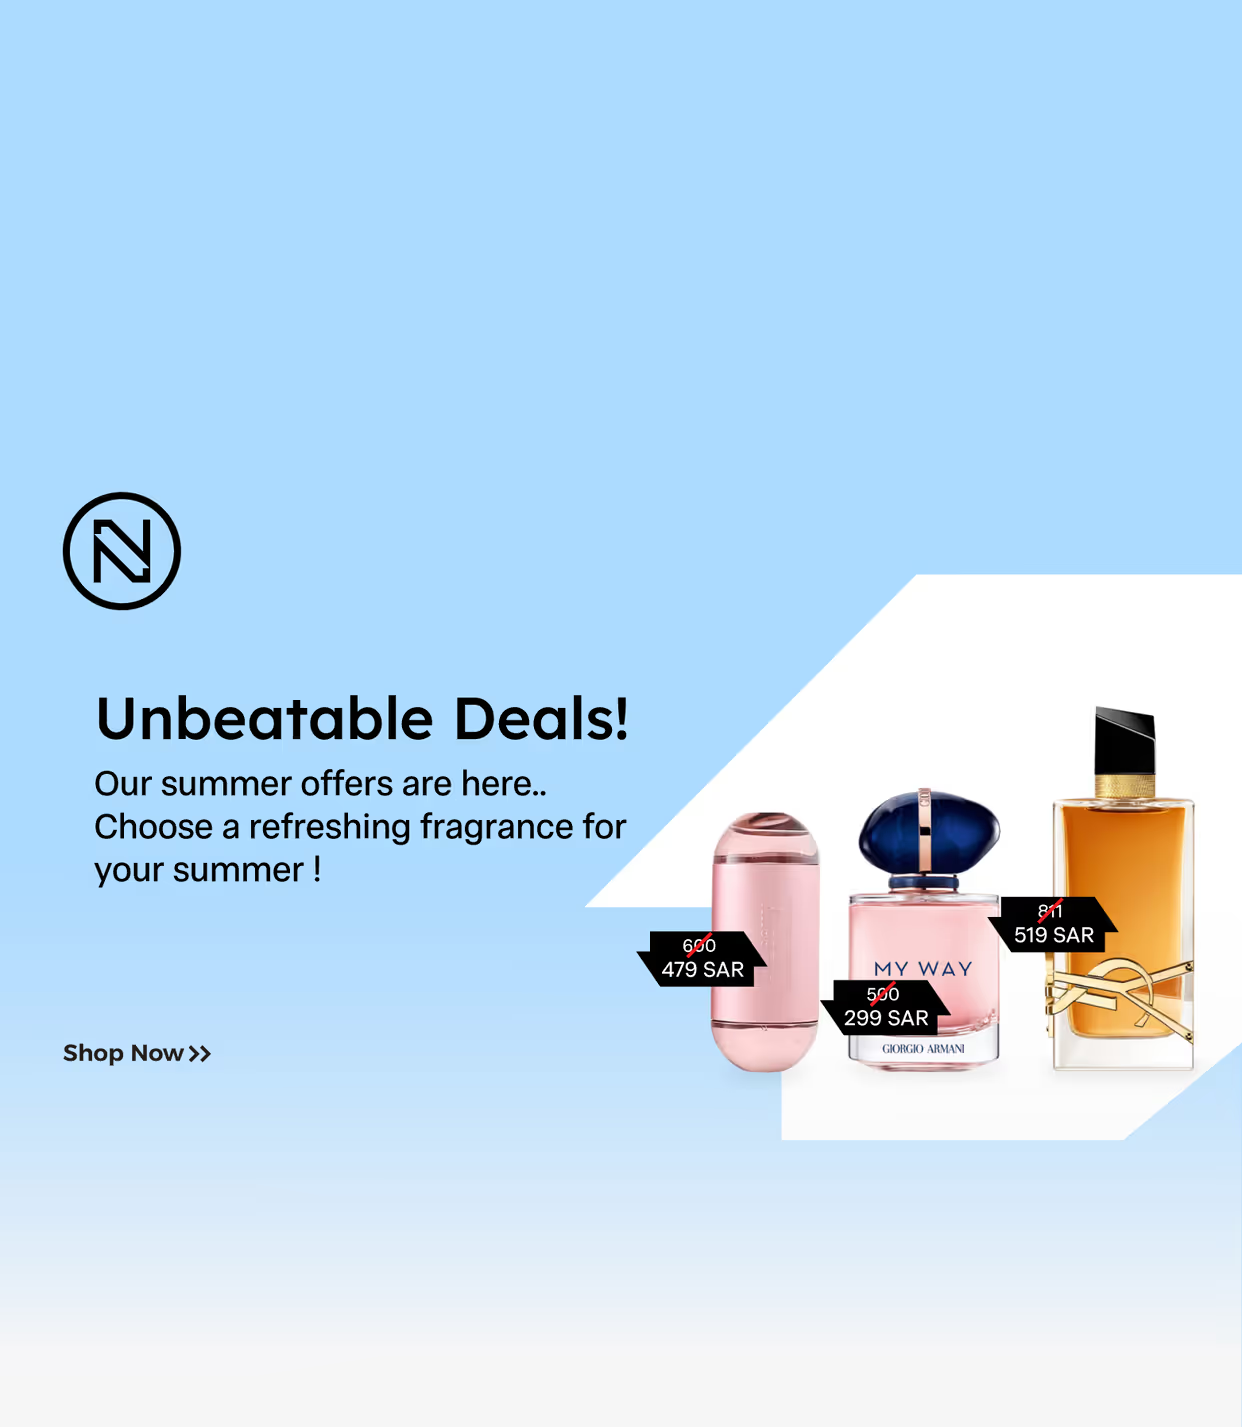 N
Unbeatable Deals!
Our summer offers are here..
Choose a refreshing fragrance for
your summer !
Shop Now
600
479 SAR
MY WAY
500
299 SAR
GIORGIO ARMANI
811
519 SAR